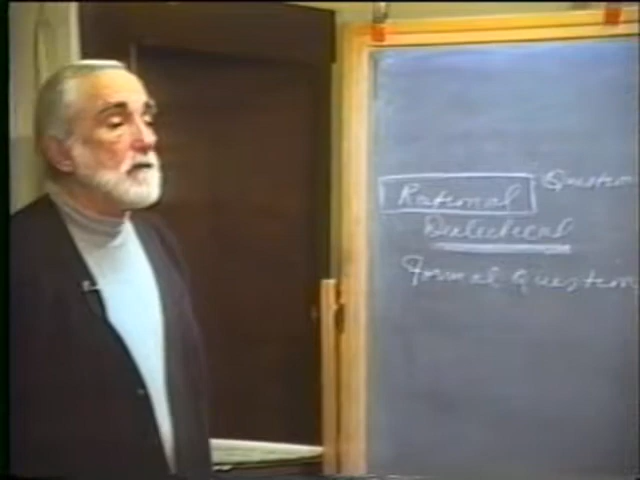 Rational Question
Dialectical
Formal Question